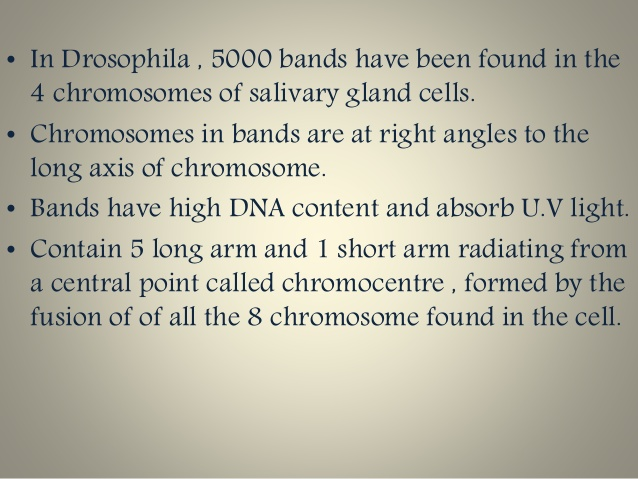 • In Drosophila , 5000 bands have been found in the
4 chromosomes of salivary gland cells.
• Chromosomes in bands are at right angles to the
long axis of chromosome.
• Bands have high DNA content and absorb U.V light.
• Contain 5 long arm and 1 short arm radiating from
a central point called chromocentre , formed by the
fusion of of all the 8 chromosome found in the cell.